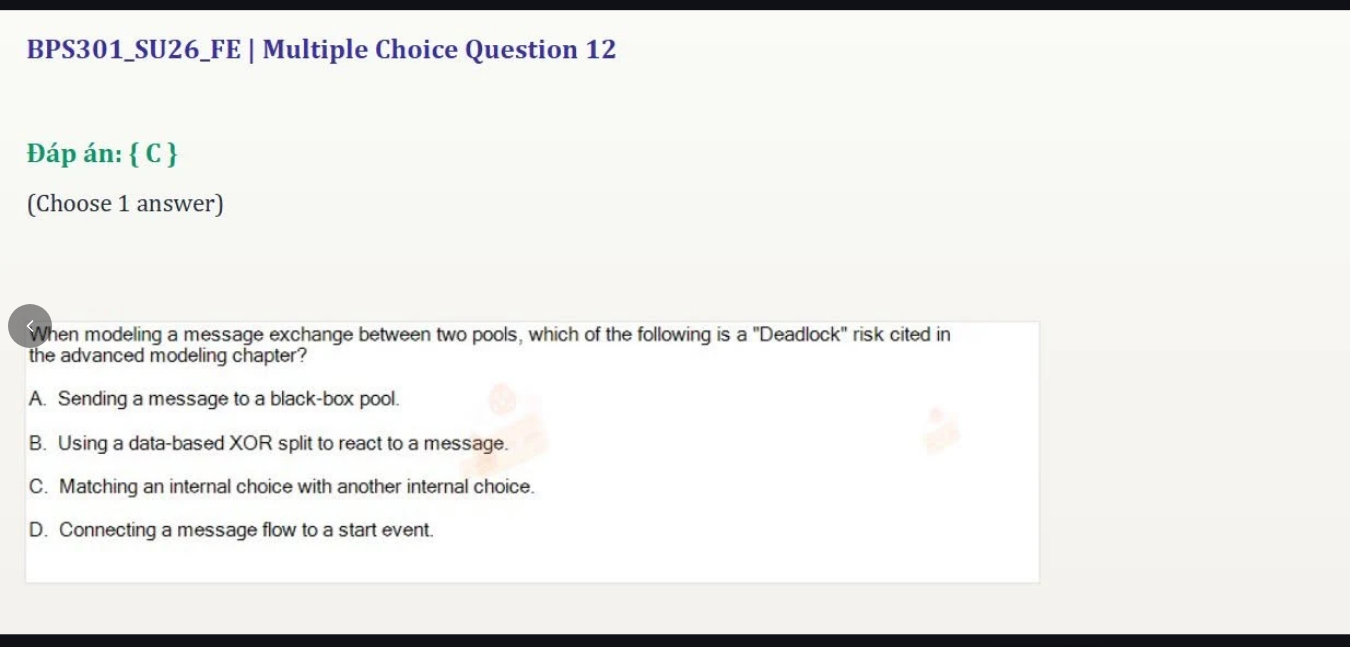 BPS301_SU26_FE | Multiple Choice Question 12
Đáp án: { C }
(Choose 1 answer)
When modeling a message exchange between two pools, which of the following is a "Deadlock" risk cited in
the advanced modeling chapter?
A. Sending a message to a black-box pool.
B. Using a data-based XOR split to react to a message.
C. Matching an internal choice with another internal choice.
D. Connecting a message flow to a start event.